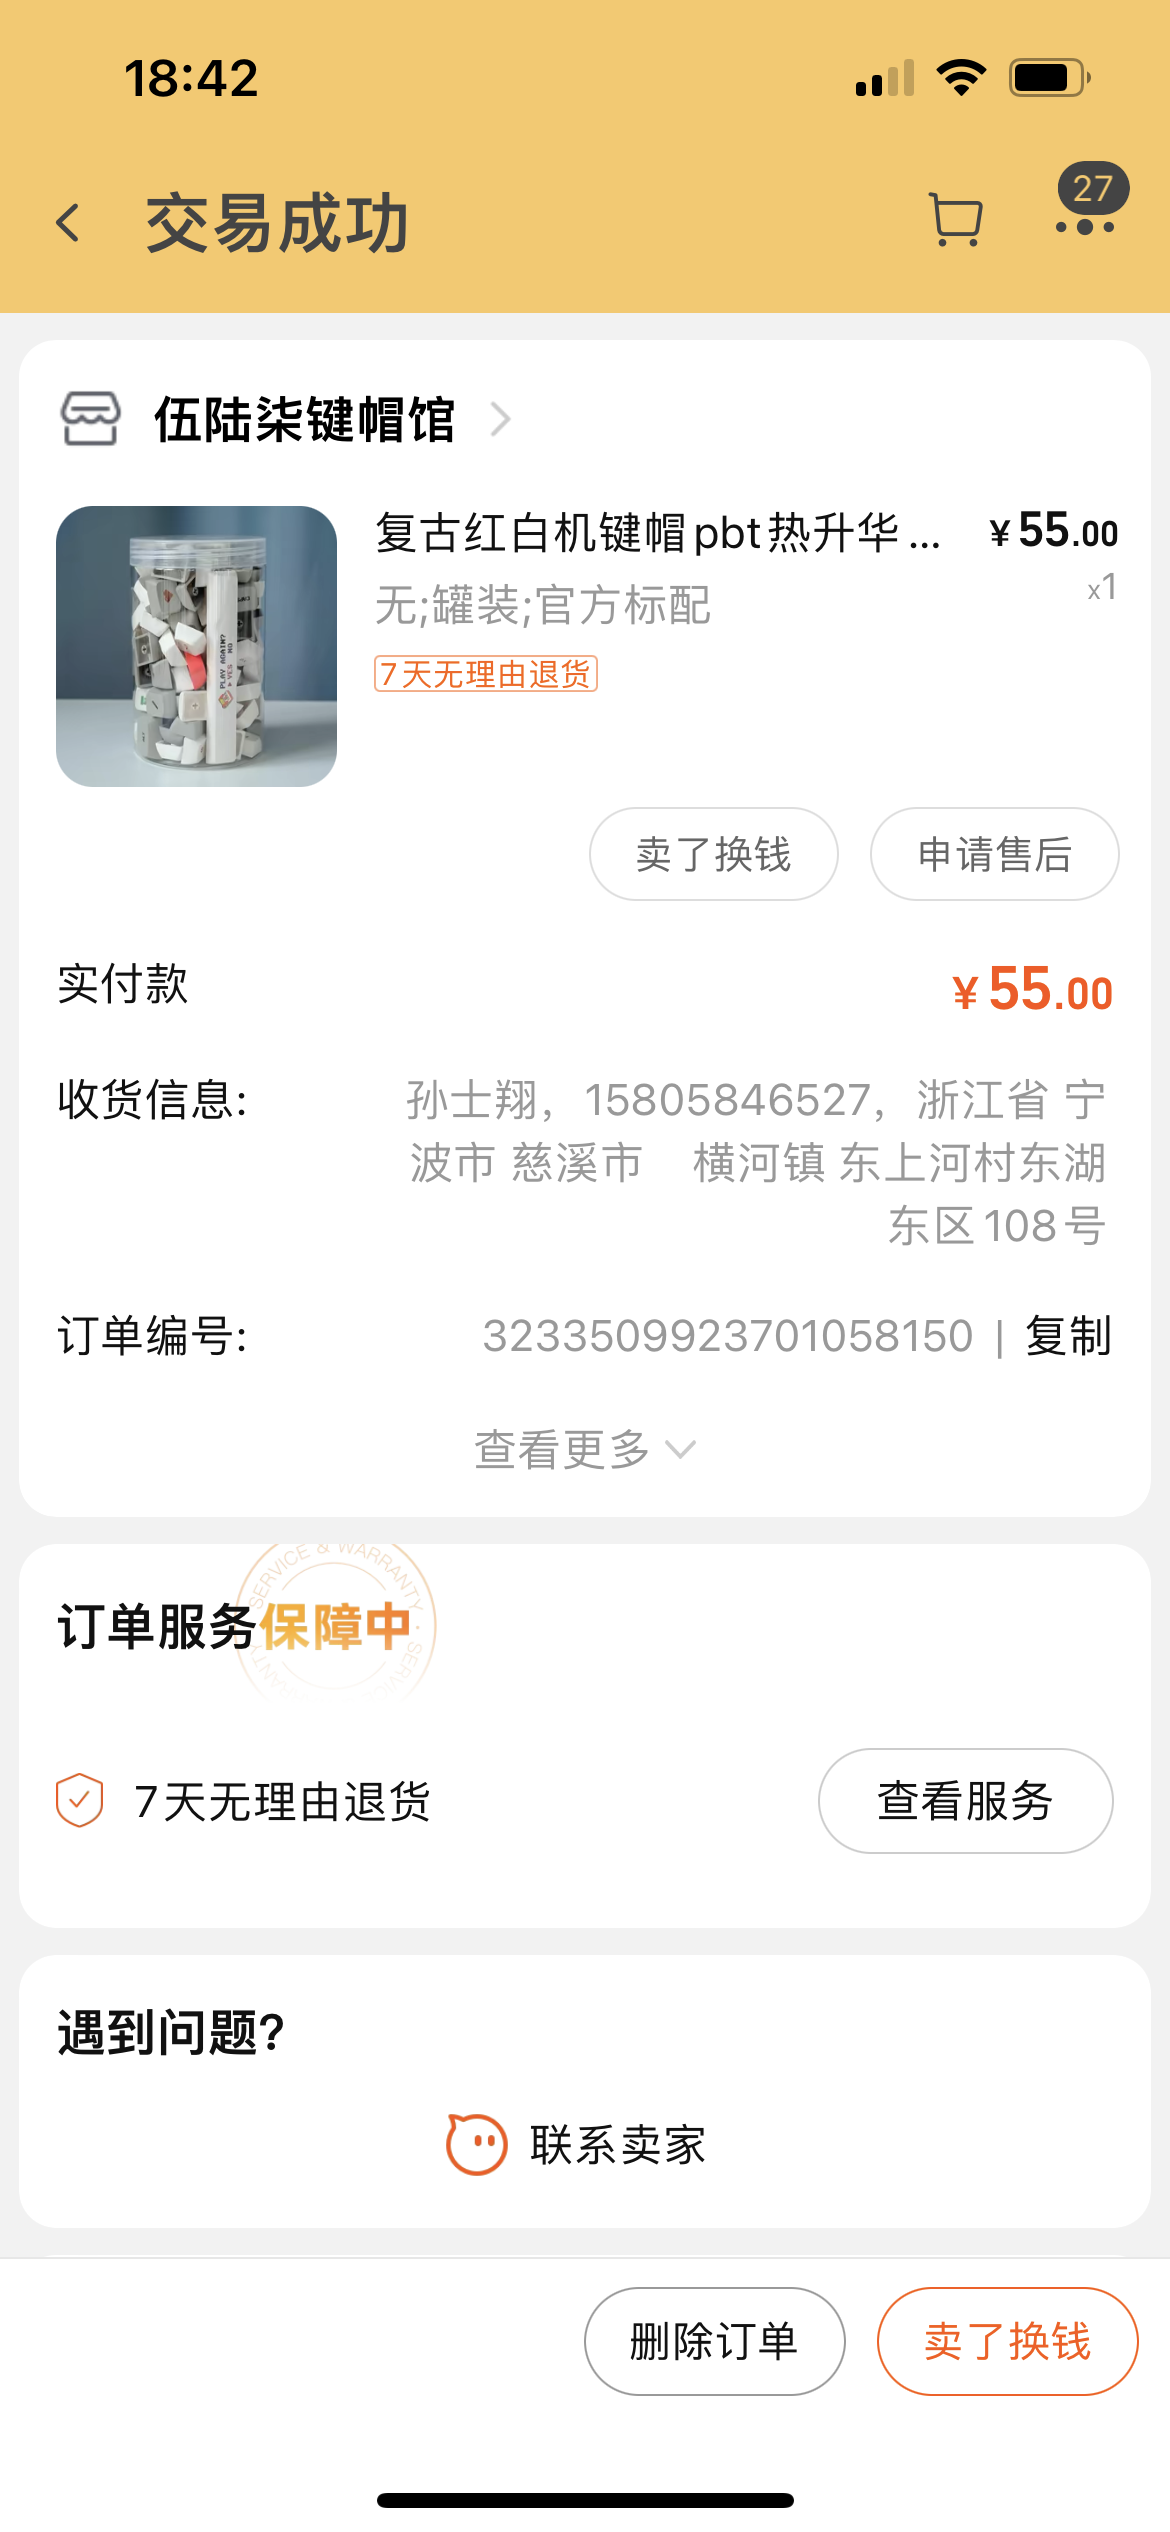 18:42
交易成功
27
伍陆柒键帽馆
复古红白机键帽pbt热升华...
¥55.00
无;罐装;官方标配
x1
7天无理由退货
PLAY AGAIN?
▶YES NO
卖了换钱
申请售后
实付款
¥55.00
收货信息:
孙士翔，15805846527，浙江省 宁
波市 慈溪市 横河镇 东上河村东湖
东区108号
订单编号:
3233509923701058150 | 复制
查看更多
SERVICE & WARRANTY · SERVICE
订单服务保障中
7天无理由退货
查看服务
遇到问题?
联系卖家
删除订单
卖了换钱